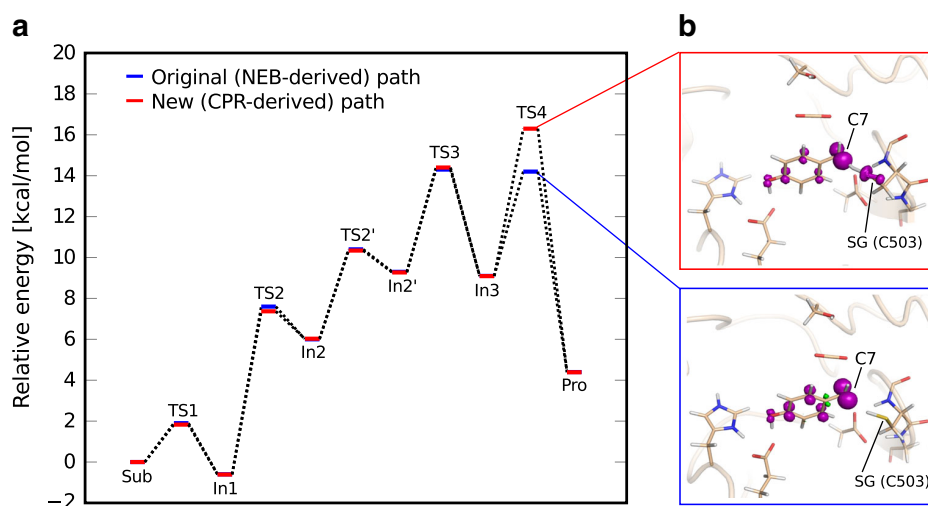 a
b
20
18
16
14
12
10
8
6
4
2
0
−2
Relative energy [kcal/mol]
Original (NEB-derived) path
New (CPR-derived) path
Sub
TS1
In1
TS2
In2
TS2'
In2'
TS3
In3
TS4
Pro
C7
SG (C503)
C7
SG (C503)